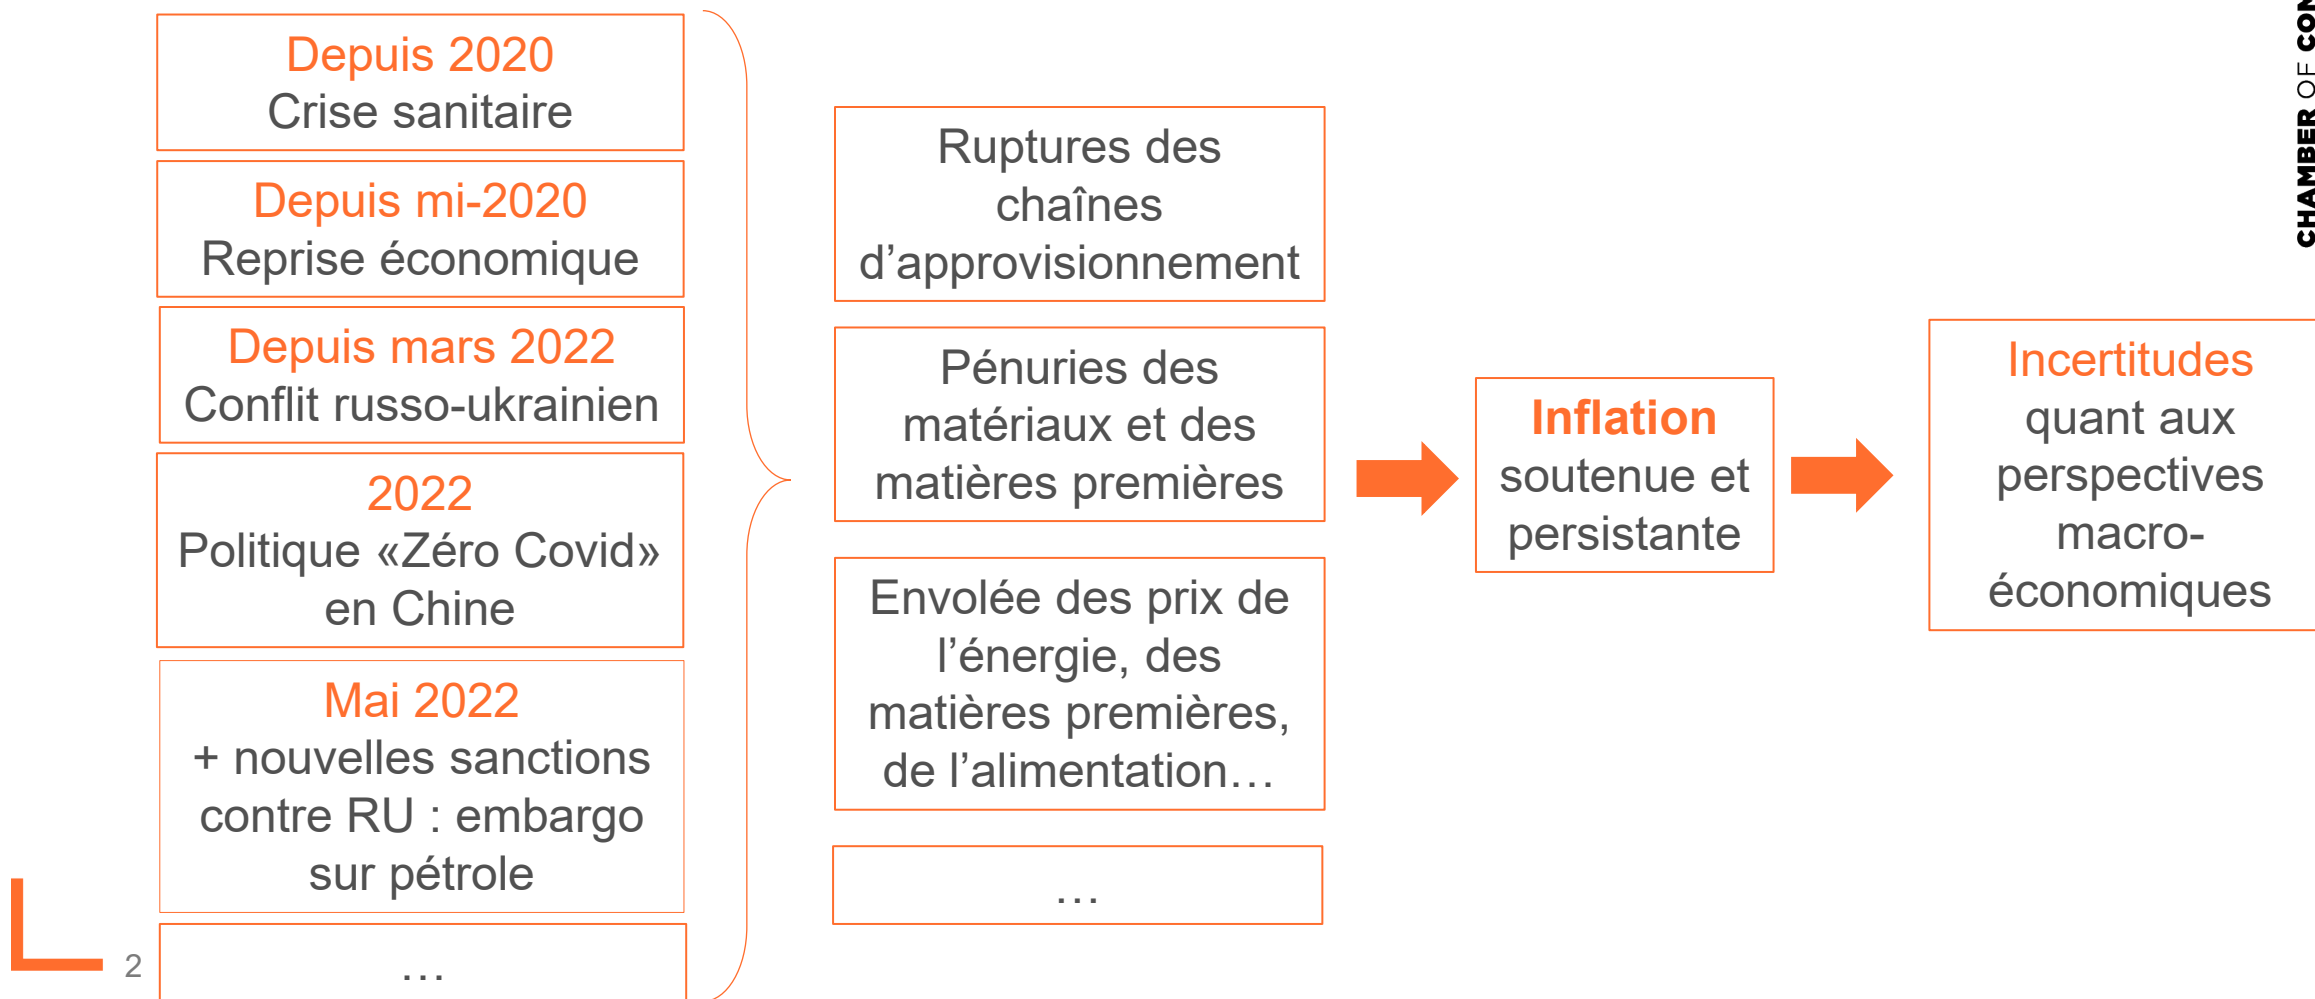 Depuis 2020
Crise sanitaire
Depuis mi-2020
Reprise économique
Depuis mars 2022
Conflit russo-ukrainien
2022
Politique «Zéro Covid»
en Chine
Mai 2022
+ nouvelles sanctions
contre RU : embargo
sur pétrole
…
Ruptures des
chaînes
d’approvisionnement
Pénuries des
matériaux et des
matières premières
Envolée des prix de
l’énergie, des
matières premières,
de l’alimentation…
…
Inflation
soutenue et
persistante
Incertitudes
quant aux
perspectives
macro-
économiques
CHAMBER OF
2